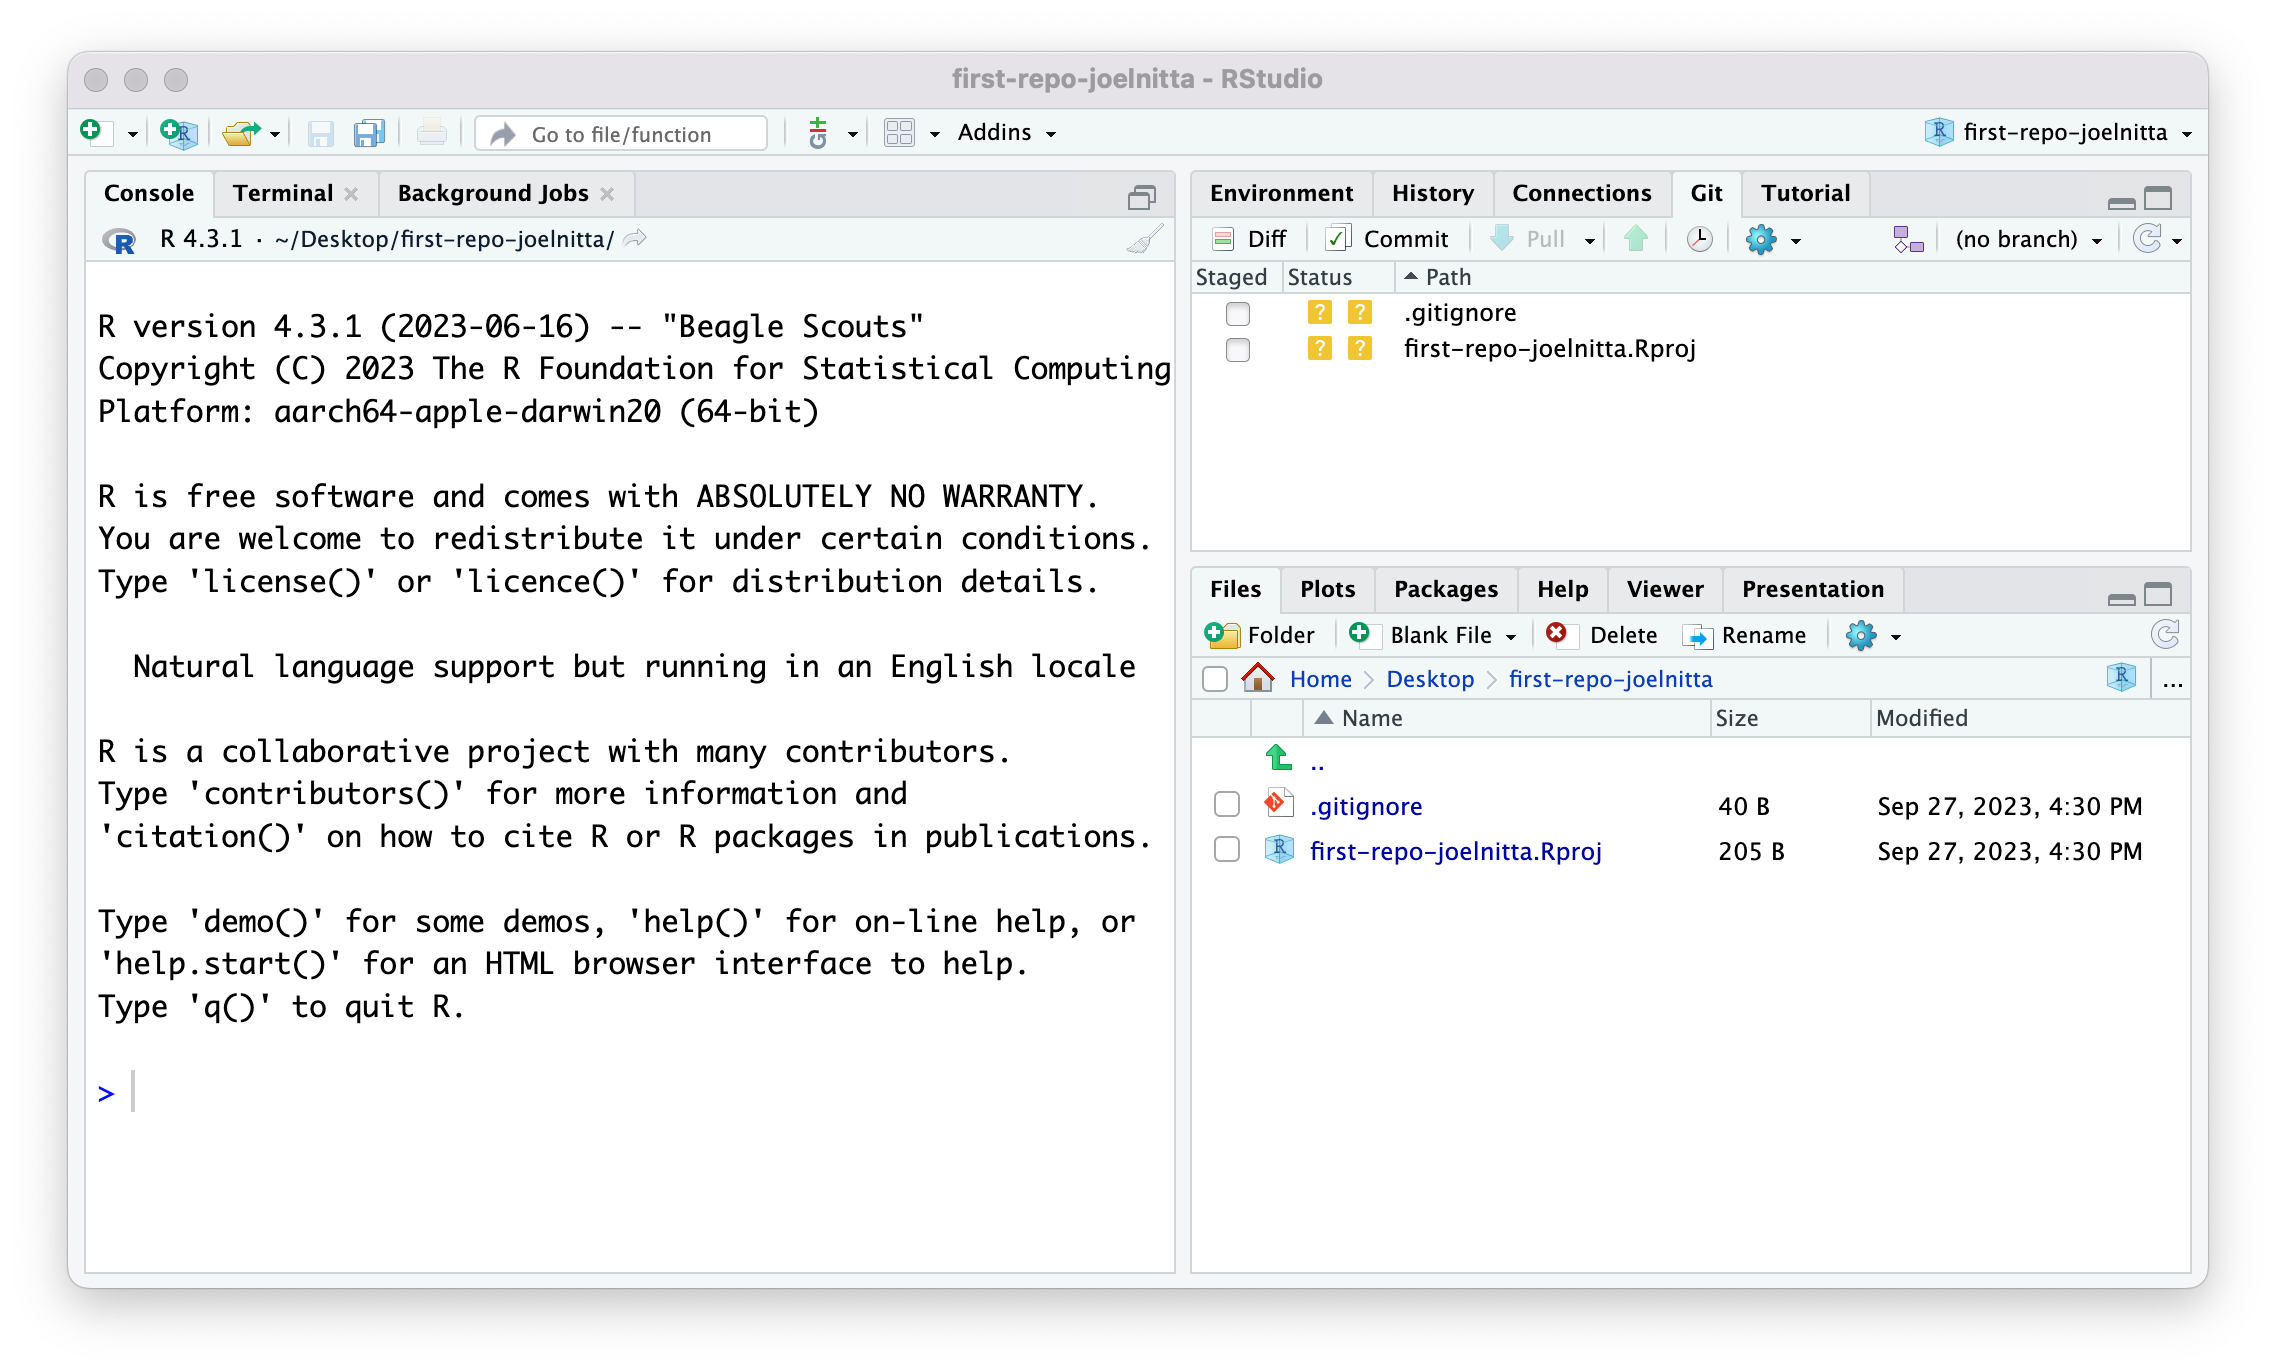 first-repo-joelnitta - RStudio
Go to file/function
Addins
first-repo-joelnitta
Console Terminal Background Jobs
R 4.3.1 · ~/Desktop/first-repo-joelnitta/
R version 4.3.1 (2023-06-16) -- "Beagle Scouts"
Copyright (C) 2023 The R Foundation for Statistical Computing
Platform: aarch64-apple-darwin20 (64-bit)
R is free software and comes with ABSOLUTELY NO WARRANTY.
You are welcome to redistribute it under certain conditions.
Type 'license()' or 'licence()' for distribution details.
Natural language support but running in an English locale
R is a collaborative project with many contributors.
Type 'contributors()' for more information and
'citation()' on how to cite R or R packages in publications.
Type 'demo()' for some demos, 'help()' for on-line help, or
'help.start()' for an HTML browser interface to help.
Type 'q()' to quit R.
>
Environment History Connections Git Tutorial
Diff Commit Pull (no branch)
Staged Status Path
? ? .gitignore
? ? first-repo-joelnitta.Rproj
Files Plots Packages Help Viewer Presentation
Folder Blank File Delete Rename
Home Desktop first-repo-joelnitta ...
Name Size Modified
..
.gitignore 40 B Sep 27, 2023, 4:30 PM
first-repo-joelnitta.Rproj 205 B Sep 27, 2023, 4:30 PM